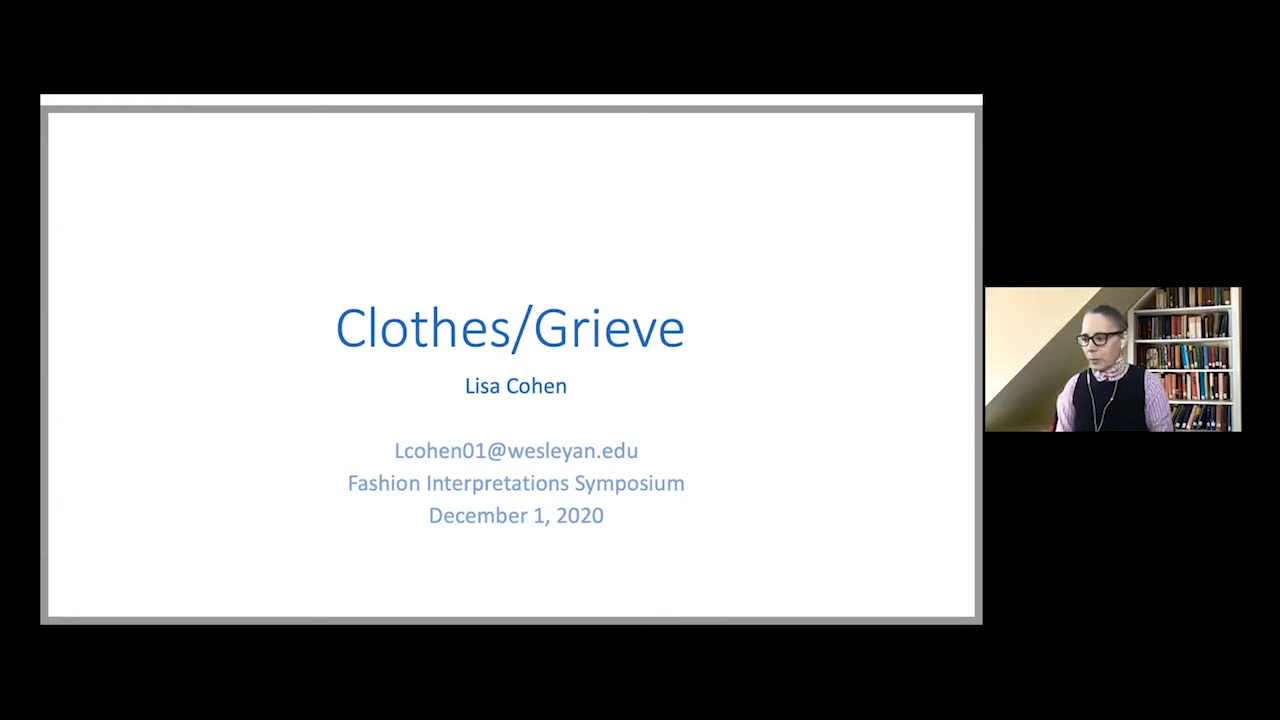 Clothes/Grieve
Lisa Cohen
Lcohen01@wesleyan.edu
Fashion Interpretations Symposium
December 1, 2020